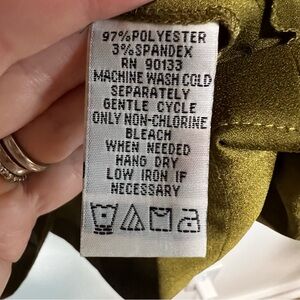 97% POLYESTER
3% SPANDEX
RN 90133
MACHINE WASH COLD
SEPARATELY
GENTLE CYCLE
ONLY NON-CHLORINE
BLEACH
WHEN NEEDED
HANG DRY
LOW IRON IF
NECESSARY